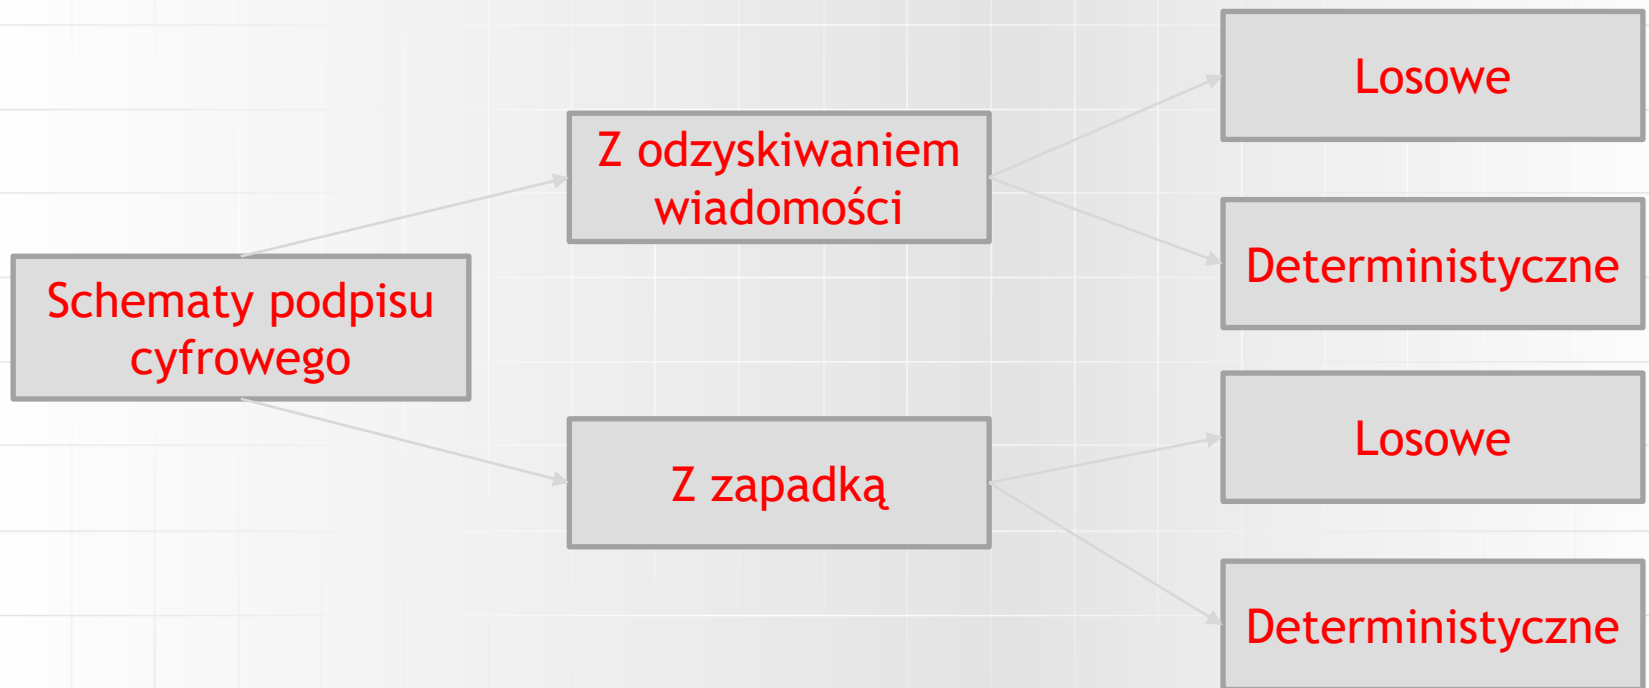 Losowe
Z odzyskiwaniem
wiadomości
Deterministyczne
Schematy podpisu
cyfrowego
Losowe
Z zapadką
Deterministyczne